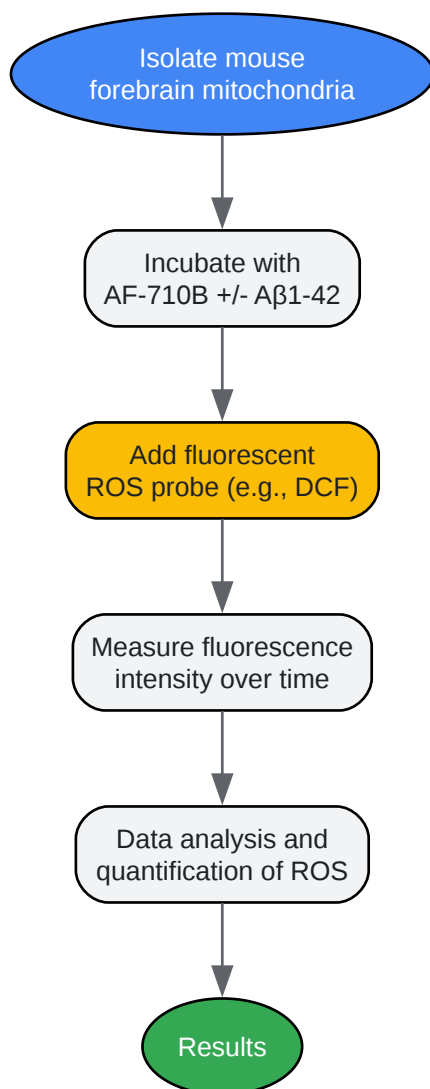 Isolate mouse
forebrain mitochondria
Incubate with
AF-710B +/- Aβ1-42
Add fluorescent
ROS probe (e.g., DCF)
Measure fluorescence
intensity over time
Data analysis and
quantification of ROS
Results